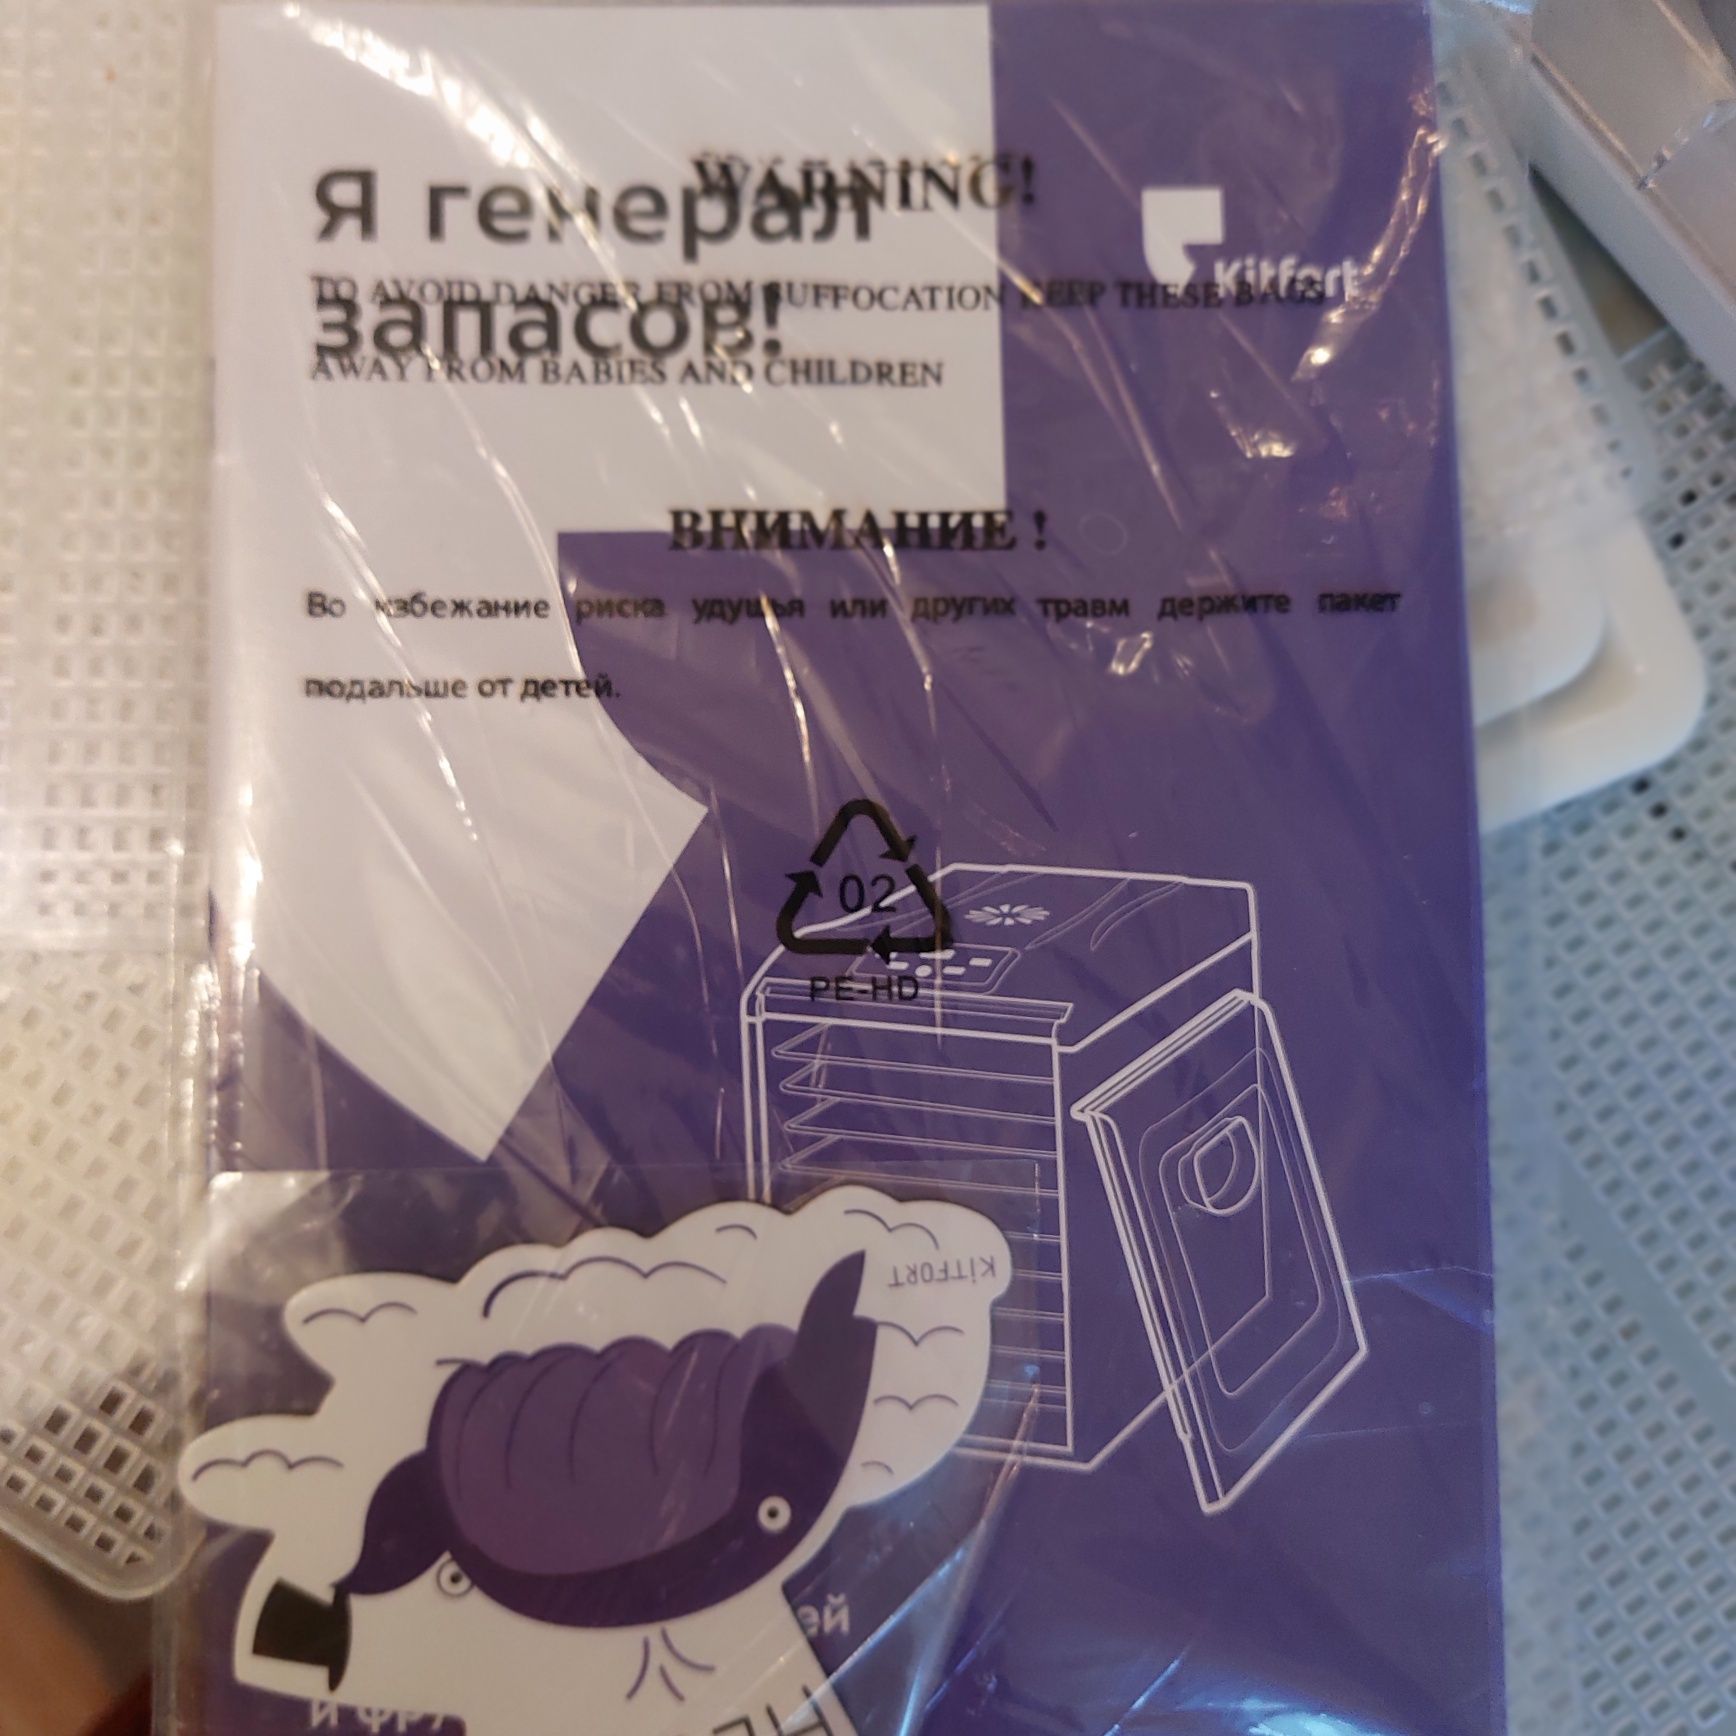 Я генерал
WARNING!
Kitfort
TO AVOID DANGER FROM SUFFOCATION KEEP THESE BAGS
запасов!
AWAY FROM BABIES AND CHILDREN
ВНИМАНИЕ !
Во избежание риска удушья или других травм держите пакет
подальше от детей.
02
PE-HD
KiTFORT